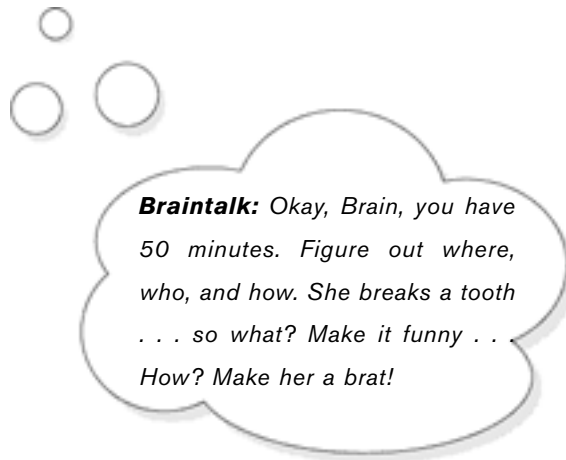 Braintalk: Okay, Brain, you have
50 minutes. Figure out where,
who, and how. She breaks a tooth
. . . so what? Make it funny . . .
How? Make her a brat!